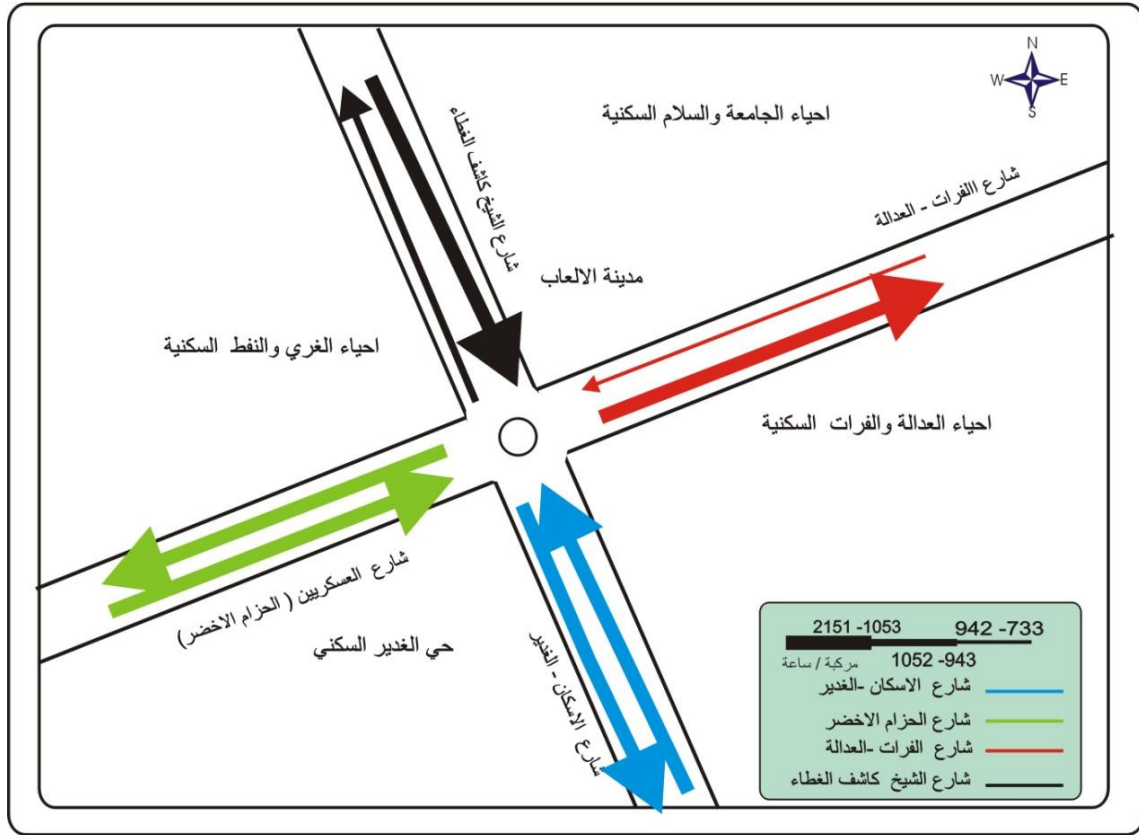 N
W E
S
احياء الجامعة والسلام السكنية
شارع الشيخ كاشف الغطاء
شارع االفرات - العدالة
مدينة الالعاب
احياء الغري والنفط السكنية
احياء العدالة والفرات السكنية
شارع العسكريين ( الحزام الاخضر)
حي الغدير السكني
شارع الاسكان - الغدير
2151 -1053 942 -733
مركبة / ساعة 1052 -943
شارع الاسكان -الغدير
شارع الحزام الاخضر
شارع الفرات -العدالة
شارع الشيخ كاشف الغطاء